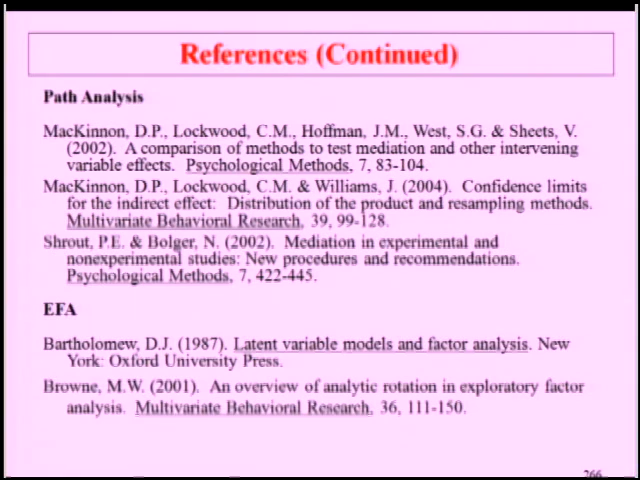 References (Continued)
Path Analysis
MacKinnon, D.P., Lockwood, C.M., Hoffman, J.M., West, S.G. & Sheets, V.
(2002). A comparison of methods to test mediation and other intervening
variable effects. Psychological Methods, 7, 83-104.
MacKinnon, D.P., Lockwood, C.M. & Williams, J. (2004). Confidence limits
for the indirect effect: Distribution of the product and resampling methods.
Multivariate Behavioral Research, 39, 99-128.
Shrout, P.E. & Bolger, N. (2002). Mediation in experimental and
nonexperimental studies: New procedures and recommendations.
Psychological Methods, 7, 422-445.
EFA
Bartholomew, D.J. (1987). Latent variable models and factor analysis. New
York: Oxford University Press.
Browne, M.W. (2001). An overview of analytic rotation in exploratory factor
analysis. Multivariate Behavioral Research, 36, 111-150.
266